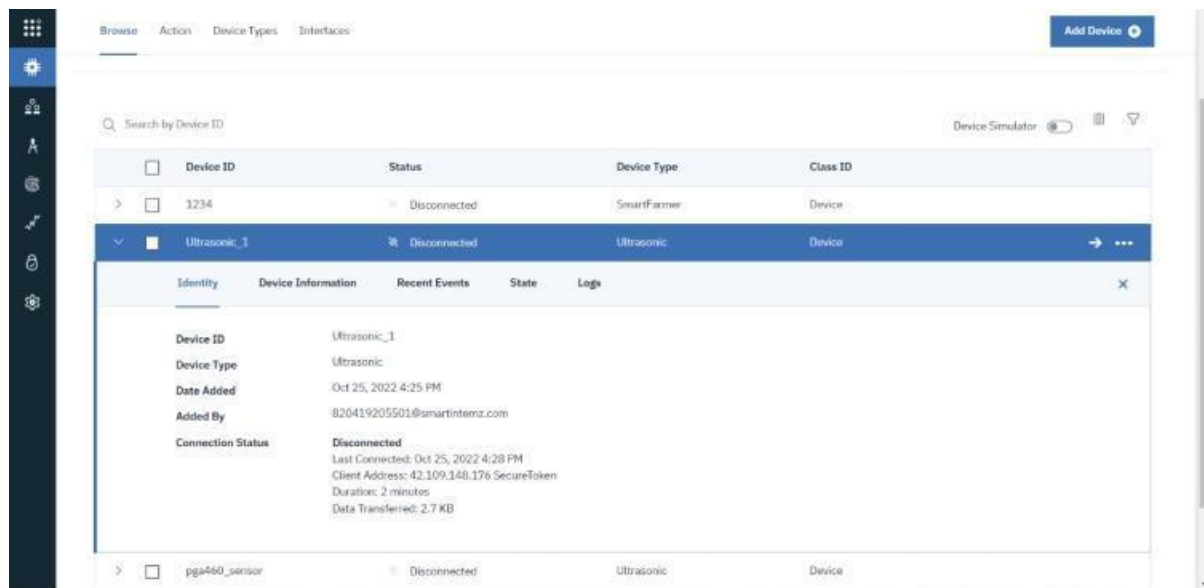 Browse Action Device Types Interfaces Add Device
Search by Device ID Device Simulator
Device ID Status Device Type Class ID
1234 Disconnected SmartFarmer Device
Ultrasonic_1 Disconnected Ultrasonic Device
Identity Device Information Recent Events State Logs
Device ID Ultrasonic_1
Device Type Ultrasonic
Date Added Oct 25, 2022 4:25 PM
Added By 820419205501@smartinternz.com
Connection Status Disconnected
Last Connected: Oct 25, 2022 4:28 PM
Client Address: 42.109.148.176 SecureToken
Duration: 2 minutes
Data Transferred: 2.7 KB
pga460_sensor Disconnected Ultrasonic Device